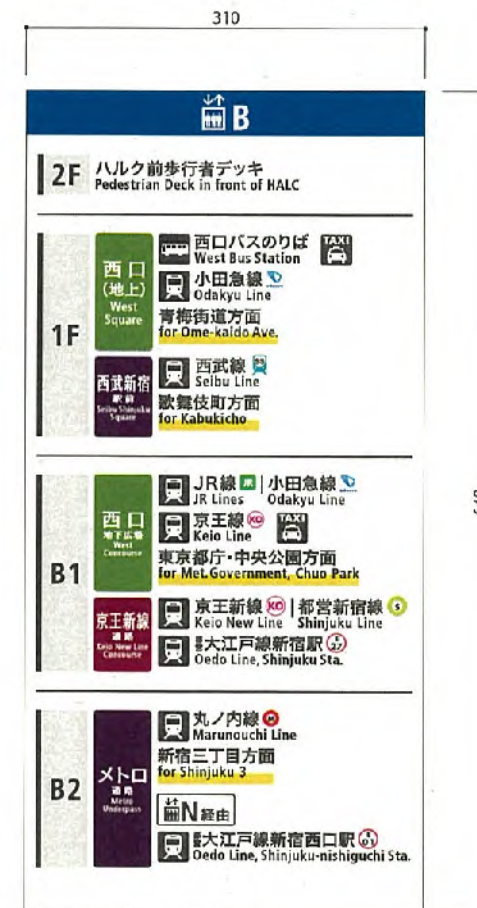 310
B
2F ハルク前歩行者デッキ
Pedestrian Deck in front of HALC
1F
西口
(地上)
West
Square
西口バスのりば TAXI
West Bus Station
小田急線
Odakyu Line
青梅街道方面
for Ome-kaido Ave.
西武新宿
駅前
Seibu Shinjuku
Square
西武線
Seibu Line
歌舞伎町方面
for Kabukicho
B1
西口
地下広場
West
Concourse
JR線 JR | 小田急線
JR Lines Odakyu Line
京王線 KO TAXI
Keio Line
東京都庁・中央公園方面
for Met.Government, Chuo Park
京王新線
通路
Keio New Line
Concourse
京王新線 KO | 都営新宿線 S
Keio New Line Shinjuku Line
大江戸線新宿駅 E 27
Oedo Line, Shinjuku Sta.
B2
メトロ
通路
Metro
Underpass
丸ノ内線 M
Marunouchi Line
新宿三丁目方面
for Shinjuku 3
N経由
大江戸線新宿西口駅 E 01
Oedo Line, Shinjuku-nishiguchi Sta.